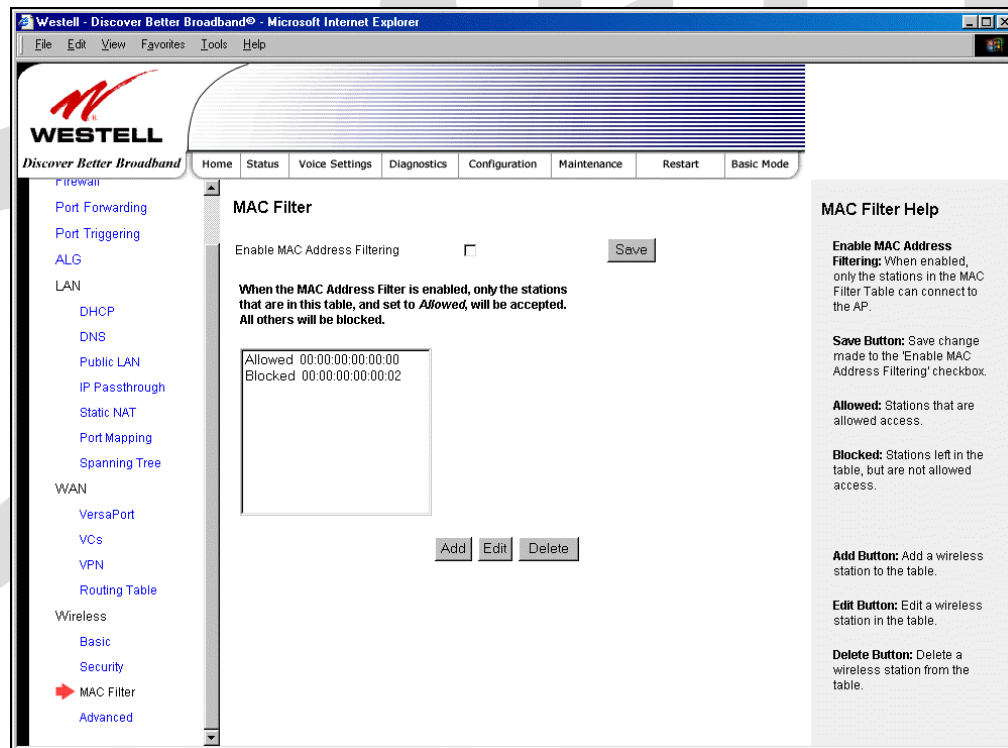 Westell - Discover Better Broadband® - Microsoft Internet Explorer
File Edit View Favorites Tools Help
WESTELL
Discover Better Broadband
Home Status Voice Settings Diagnostics Configuration Maintenance Restart Basic Mode
Firewall
Port Forwarding
Port Triggering
ALG
LAN
DHCP
DNS
Public LAN
IP Passthrough
Static NAT
Port Mapping
Spanning Tree
WAN
VersaPort
VCs
VPN
Routing Table
Wireless
Basic
Security
MAC Filter
Advanced
MAC Filter
Enable MAC Address Filtering
Save
When the MAC Address Filter is enabled, only the stations
that are in this table, and set to Allowed, will be accepted.
All others will be blocked.
Allowed 00:00:00:00:00:00
Blocked 00:00:00:00:00:02
Add Edit Delete
MAC Filter Help
Enable MAC Address
Filtering: When enabled,
only the stations in the MAC
Filter Table can connect to
the AP.
Save Button: Save change
made to the 'Enable MAC
Address Filtering' checkbox.
Allowed: Stations that are
allowed access.
Blocked: Stations left in the
table, but are not allowed
access.
Add Button: Add a wireless
station to the table.
Edit Button: Edit a wireless
station in the table.
Delete Button: Delete a
wireless station from the
table.